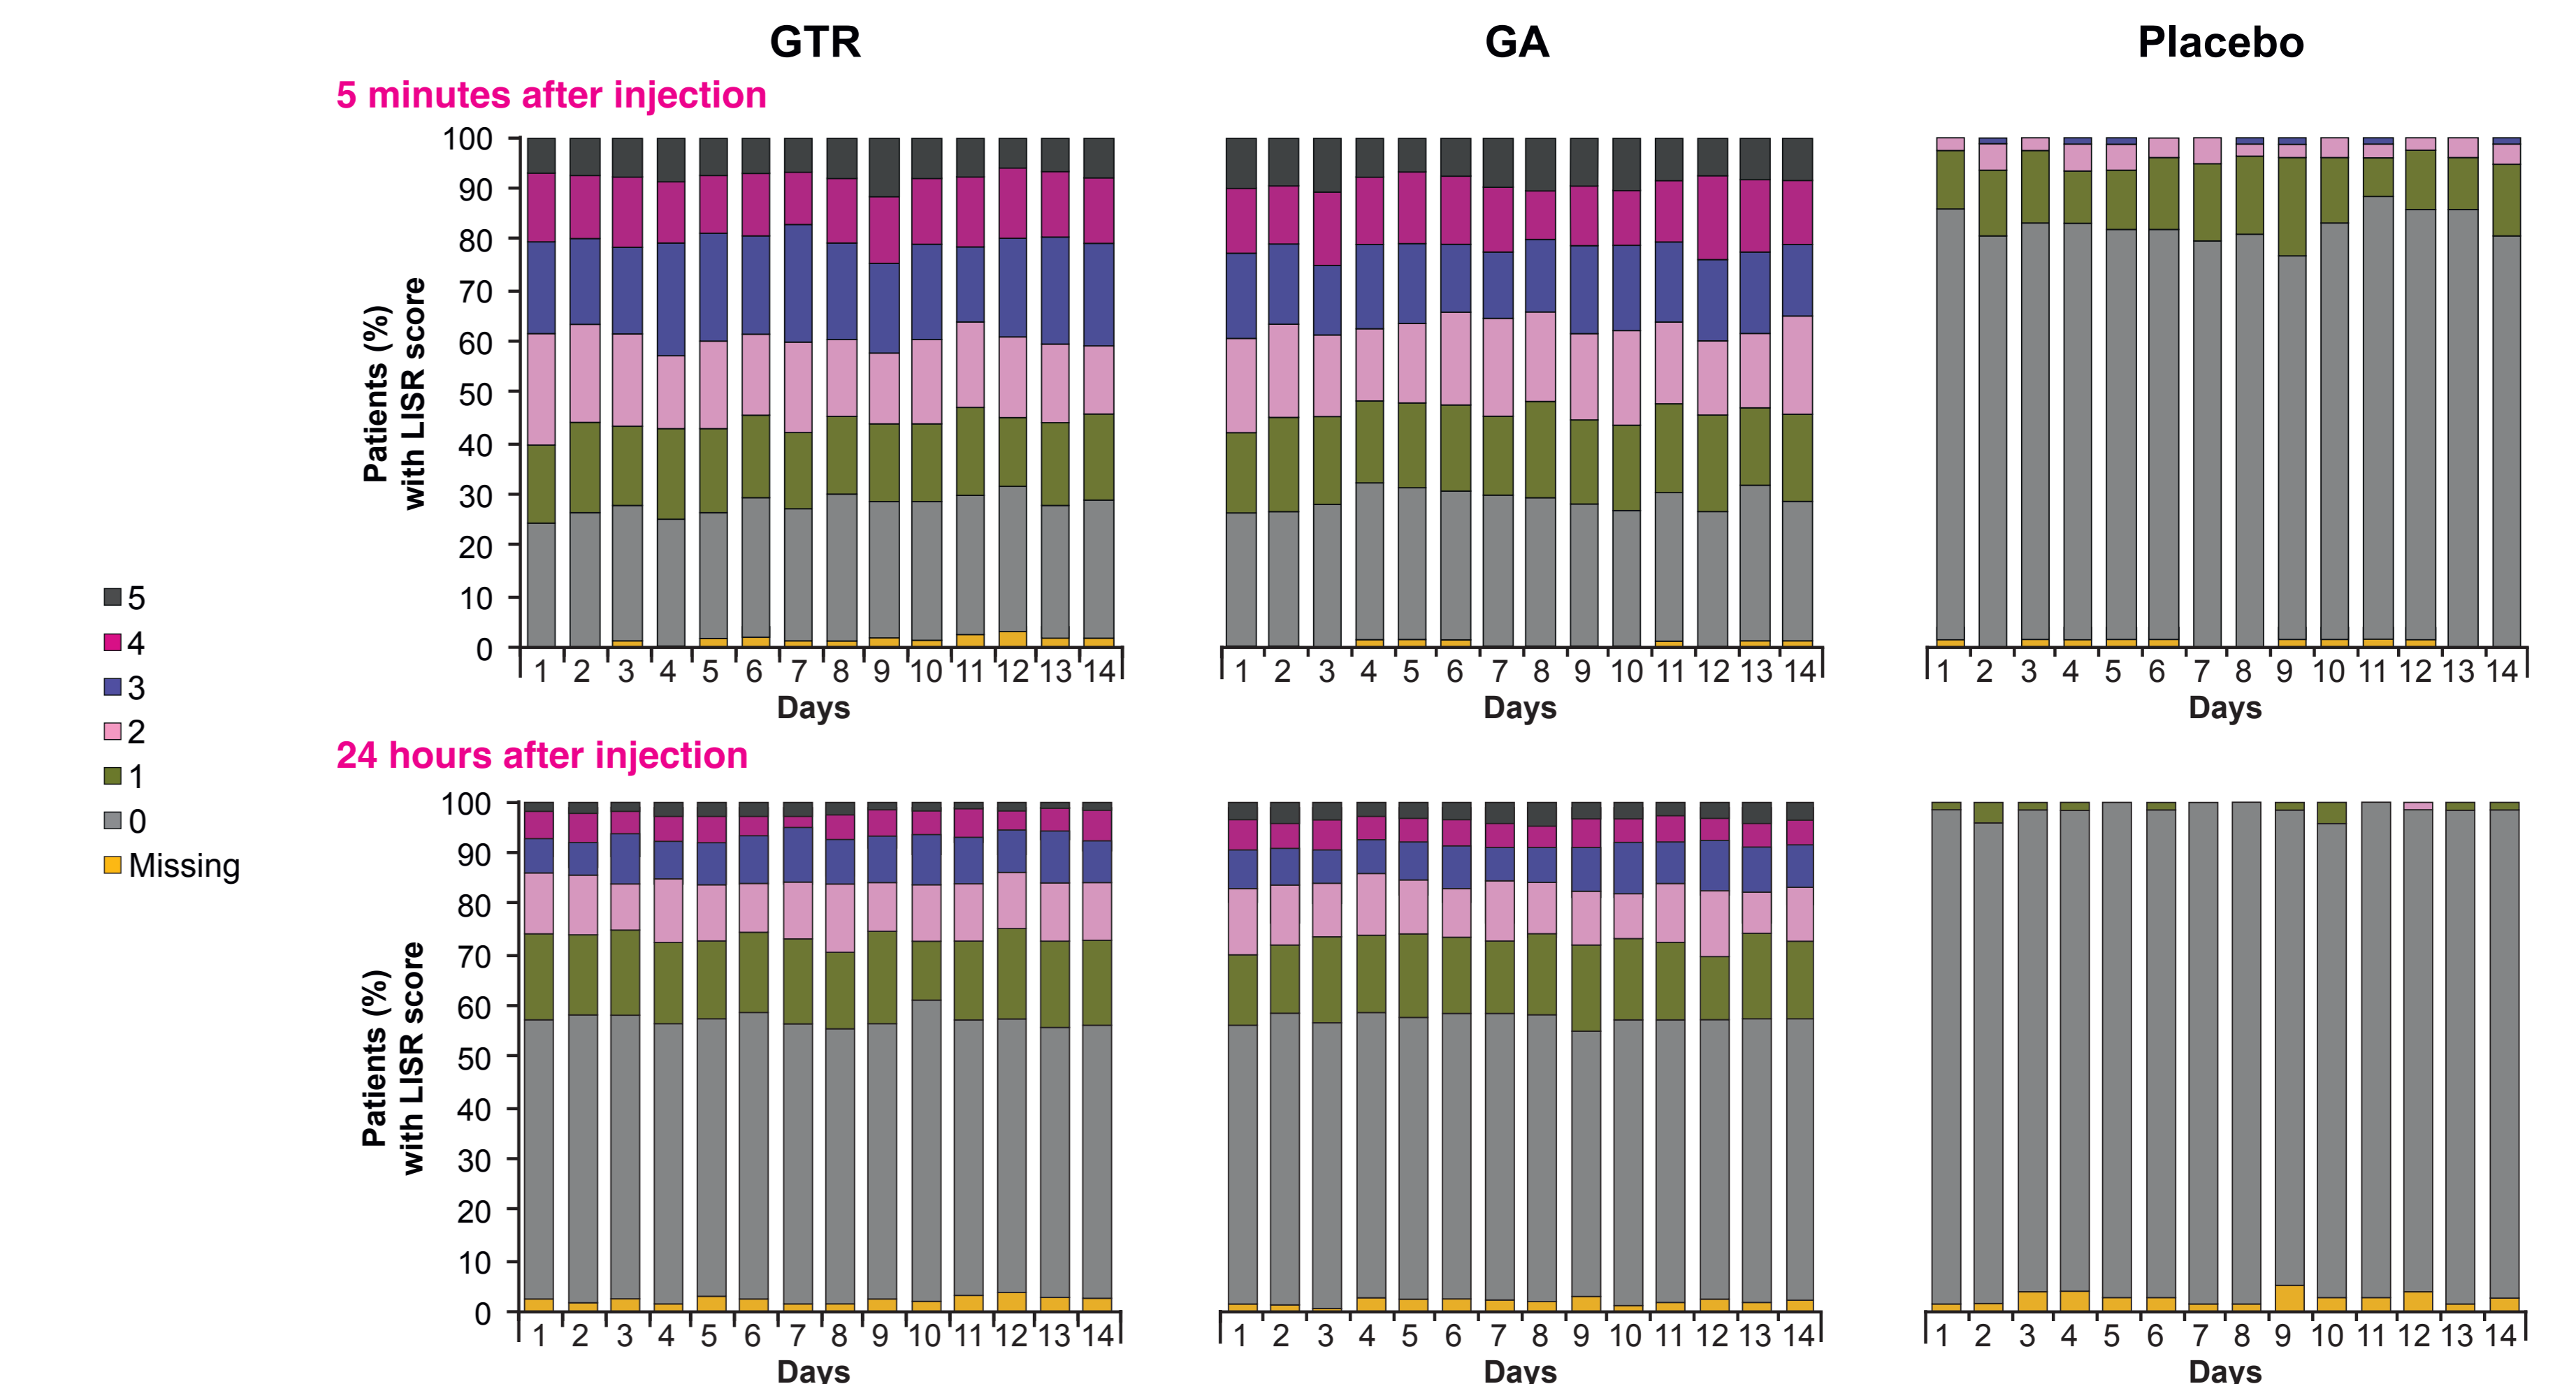 GTR GA Placebo
5 minutes after injection
Patients (%)
with LISR score
100
90
80
70
60
50
40
30
20
10
0
1 2 3 4 5 6 7 8 9 10 11 12 13 14
Days
1 2 3 4 5 6 7 8 9 10 11 12 13 14
Days
1 2 3 4 5 6 7 8 9 10 11 12 13 14
Days
5
4
3
2
1
0
Missing
24 hours after injection
Patients (%)
with LISR score
100
90
80
70
60
50
40
30
20
10
0
1 2 3 4 5 6 7 8 9 10 11 12 13 14
Days
1 2 3 4 5 6 7 8 9 10 11 12 13 14
Days
1 2 3 4 5 6 7 8 9 10 11 12 13 14
Days